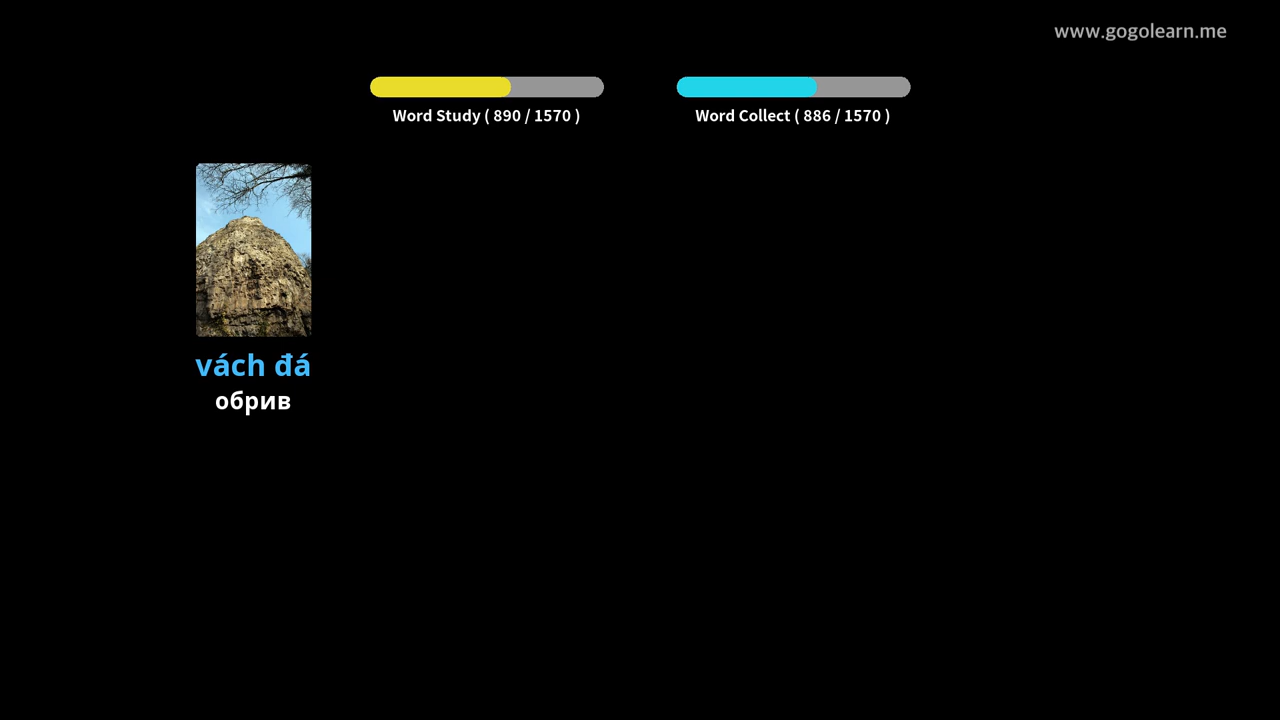 www.gogolearn.me
Word Study ( 890 / 1570 )
Word Collect ( 886 / 1570 )
vách đá
обрив